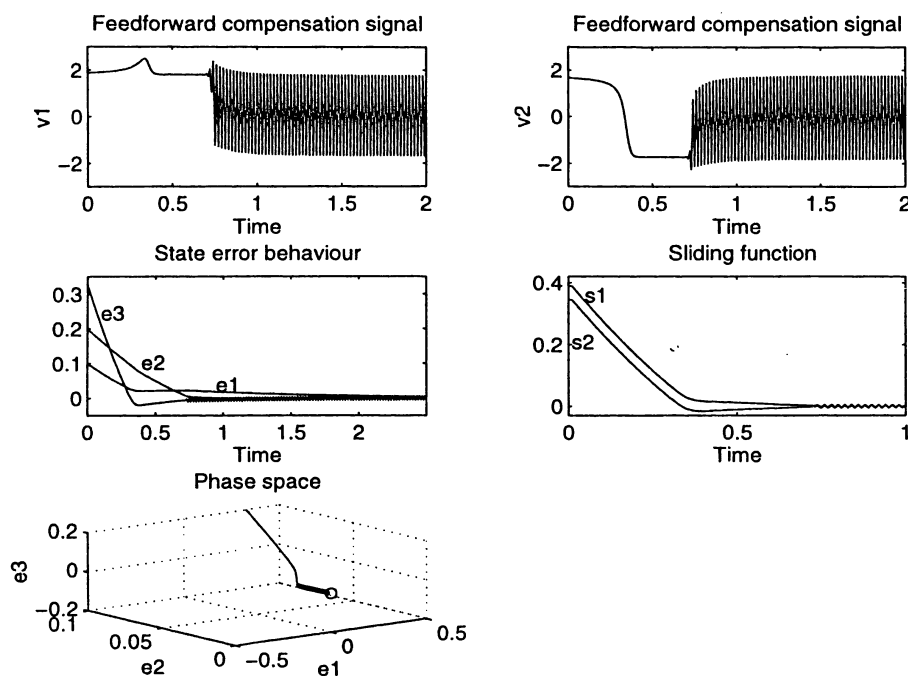 Feedforward compensation signal
2
0
−2
v1
0 0.5 1 1.5 2
Time
Feedforward compensation signal
2
0
−2
v2
0 0.5 1 1.5 2
Time
State error behaviour
0.3
0.2
0.1
0
e3
e2
e1
0 0.5 1 1.5 2
Time
Sliding function
0.4
0.2
0
s1
s2
0 0.5 1
Time
Phase space
0.2
0
−0.2
e3
0.1
0.05
0
e2
−0.5
0
0.5
e1